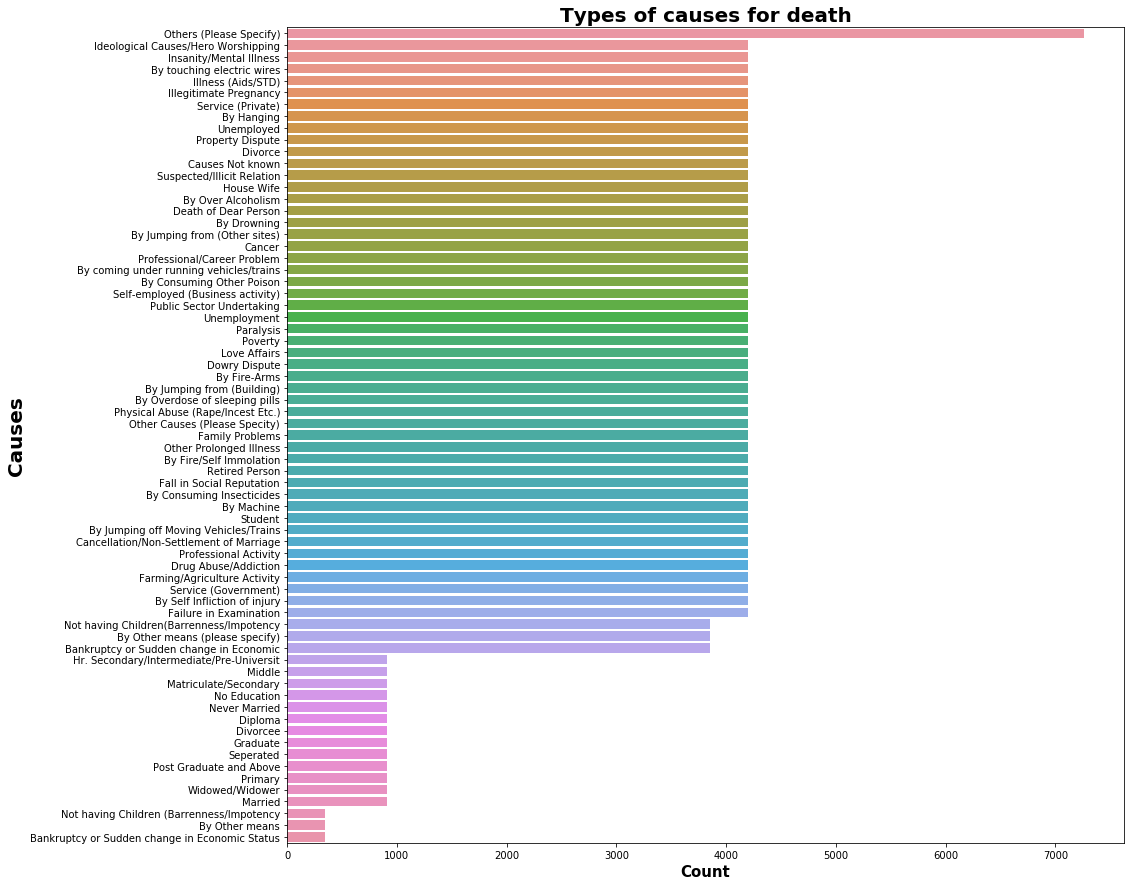 Types of causes for death
Others (Please Specify)
Ideological Causes/Hero Worshipping
Insanity/Mental Illness
By touching electric wires
Illness (Aids/STD)
Illegitimate Pregnancy
Service (Private)
By Hanging
Unemployed
Property Dispute
Divorce
Causes Not known
Suspected/Illicit Relation
House Wife
By Over Alcoholism
Death of Dear Person
By Drowning
By Jumping from (Other sites)
Cancer
Professional/Career Problem
By coming under running vehicles/trains
By Consuming Other Poison
Self-employed (Business activity)
Public Sector Undertaking
Unemployment
Paralysis
Poverty
Love Affairs
Dowry Dispute
By Fire-Arms
By Jumping from (Building)
By Overdose of sleeping pills
Physical Abuse (Rape/Incest Etc.)
Other Causes (Please Specity)
Family Problems
Other Prolonged Illness
By Fire/Self Immolation
Retired Person
Fall in Social Reputation
By Consuming Insecticides
By Machine
Student
By Jumping off Moving Vehicles/Trains
Cancellation/Non-Settlement of Marriage
Professional Activity
Drug Abuse/Addiction
Farming/Agriculture Activity
Service (Government)
By Self Infliction of injury
Failure in Examination
Not having Children(Barrenness/Impotency
By Other means (please specify)
Bankruptcy or Sudden change in Economic
Hr. Secondary/Intermediate/Pre-Universit
Middle
Matriculate/Secondary
No Education
Never Married
Diploma
Divorcee
Graduate
Seperated
Post Graduate and Above
Primary
Widowed/Widower
Married
Not having Children (Barrenness/Impotency
By Other means
Bankruptcy or Sudden change in Economic Status
Causes
0 1000 2000 3000 4000 5000 6000 7000
Count